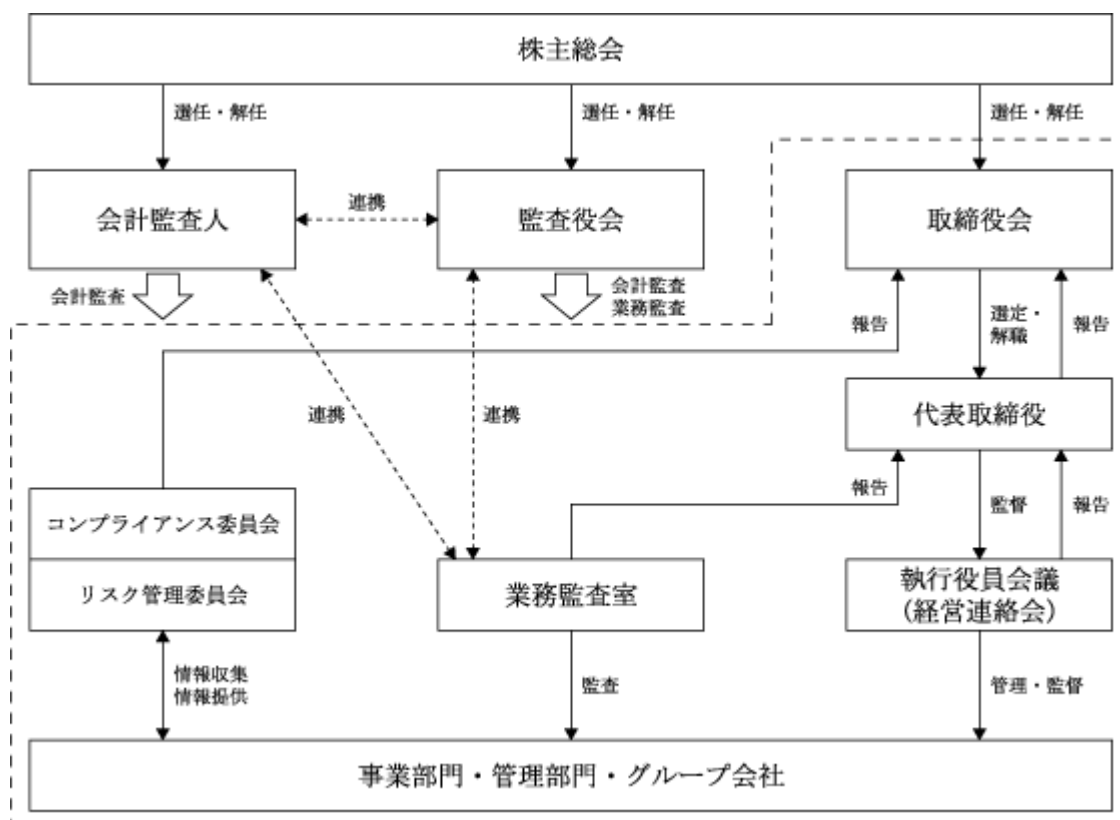 株主総会
選任・解任
選任・解任
選任・解任
会計監査人
連携
監査役会
取締役会
会計監査
会計監査
業務監査
報告
選定・
解職
報告
連携
連携
代表取締役
報告
監督
報告
コンプライアンス委員会
リスク管理委員会
業務監査室
執行役員会議
(経営連絡会)
情報収集
情報提供
監査
管理・監督
事業部門・管理部門・グループ会社